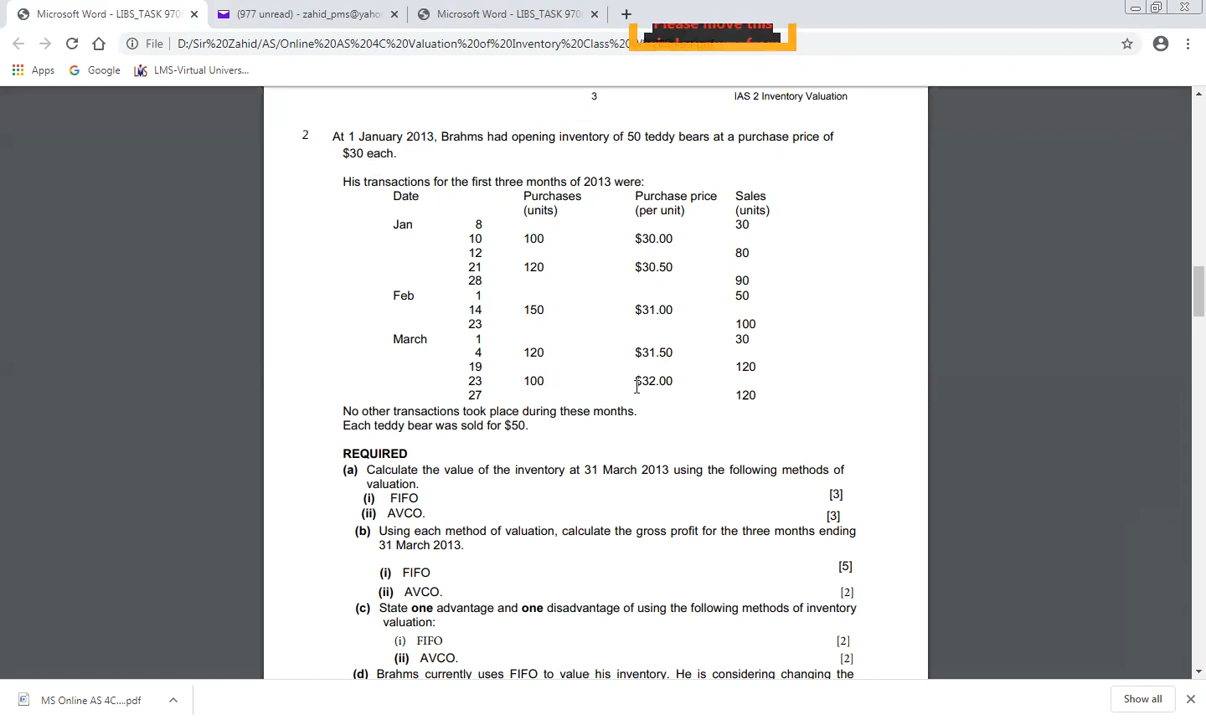 Microsoft Word - LIBS_TASK 970
(977 unread) - zahid_pms@yaho
Microsoft Word - LIBS_TASK 970
Please move this
File D:/Sir%20Zahid/AS/Online%20AS%204C%20Valuation%20of%20Inventory%20Class%20
Apps Google LMS-Virtual Univers...
3 IAS 2 Inventory Valuation
2 At 1 January 2013, Brahms had opening inventory of 50 teddy bears at a purchase price of
$30 each.
His transactions for the first three months of 2013 were:
Date Purchases Purchase price Sales
(units) (per unit) (units)
Jan 8 30
10 100 $30.00
12 80
21 120 $30.50
28 90
Feb 1 50
14 150 $31.00
23 100
March 1 30
4 120 $31.50
19 120
23 100 $32.00
27 120
No other transactions took place during these months.
Each teddy bear was sold for $50.
REQUIRED
(a) Calculate the value of the inventory at 31 March 2013 using the following methods of
valuation.
(i) FIFO [3]
(ii) AVCO. [3]
(b) Using each method of valuation, calculate the gross profit for the three months ending
31 March 2013.
(i) FIFO [5]
(ii) AVCO. [2]
(c) State one advantage and one disadvantage of using the following methods of inventory
valuation:
(i) FIFO [2]
(ii) AVCO. [2]
(d) Brahms currently uses FIFO to value his inventory. He is considering changing the
MS Online AS 4C....pdf
Show all